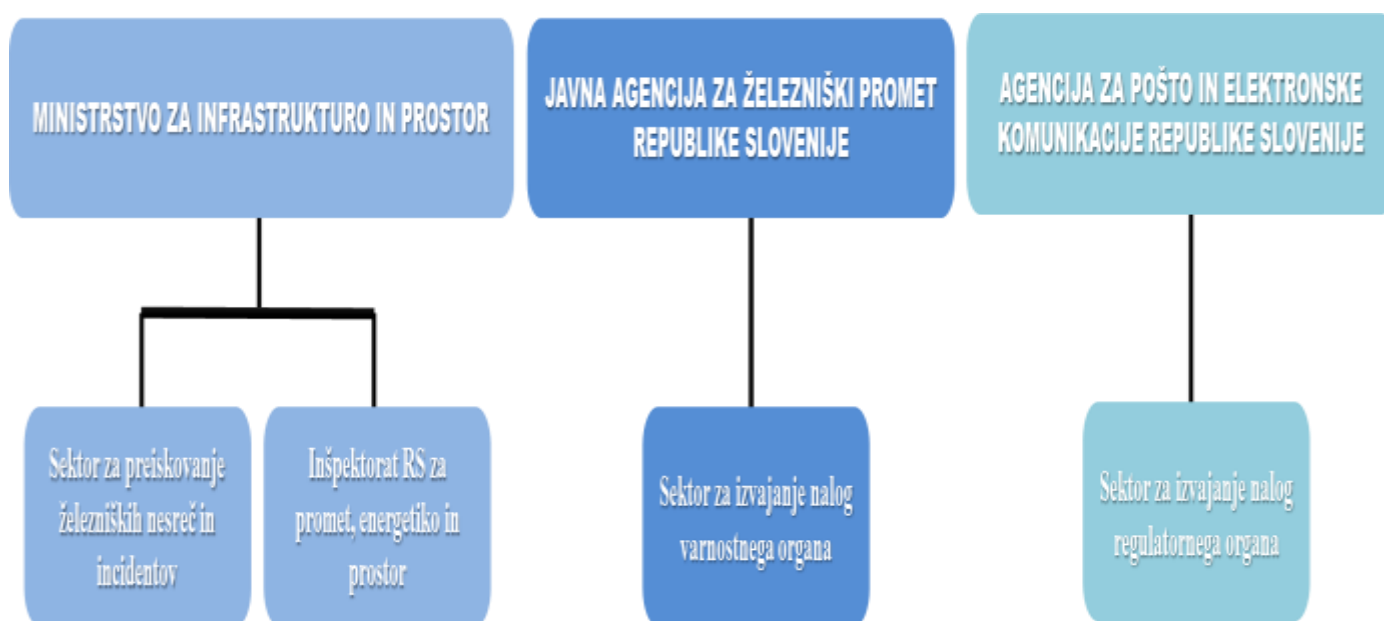 MINISTRSTVO ZA INFRASTRUKTURO IN PROSTOR
JAVNA AGENCIJA ZA ŽELEZNIŠKI PROMET
REPUBLIKE SLOVENIJE
AGENCIJA ZA POŠTO IN ELEKTRONSKE
KOMUNIKACIJE REPUBLIKE SLOVENIJE
Sektor za preiskovanje
železniških nesreč in
incidentov
Inšpektorat RS za
promet, energetiko in
prostor
Sektor za izvajanje nalog
varnostnega organa
Sektor za izvajanje nalog
regulatornega organa